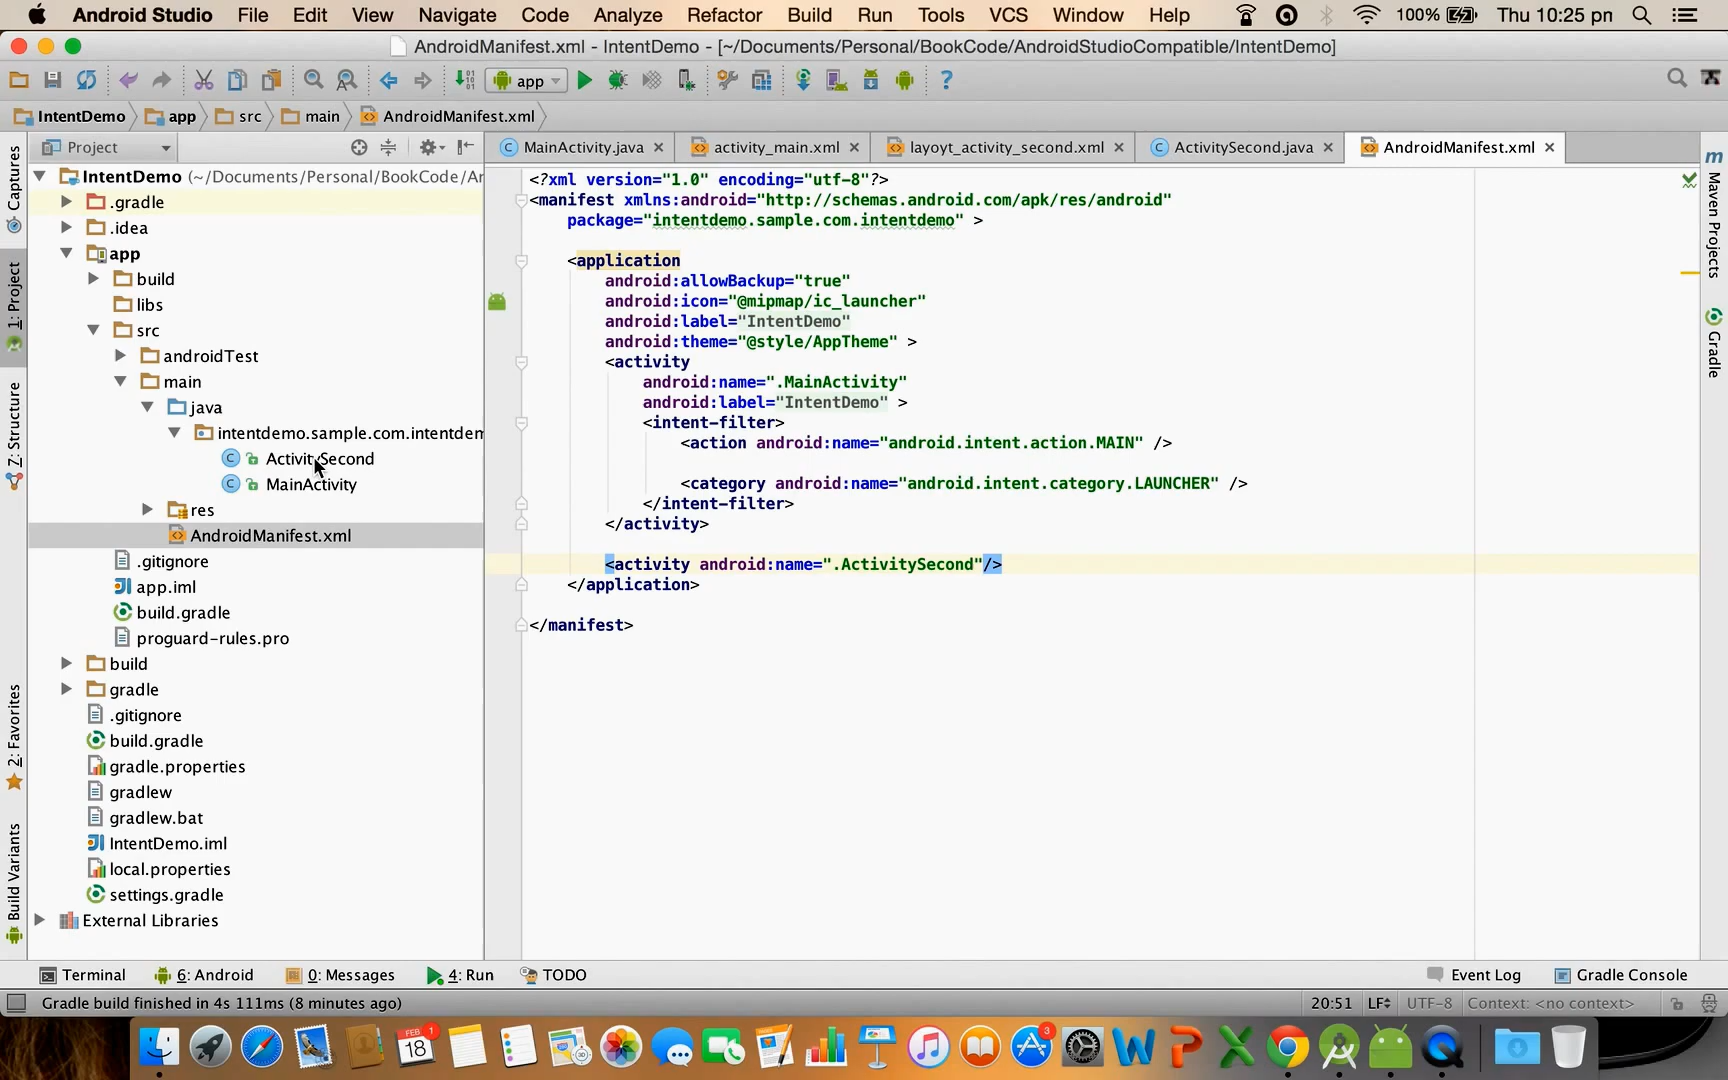 Android Studio File Edit View Navigate Code Analyze Refactor Build Run Tools VCS Window Help 100% Thu 10:25 pn
AndroidManifest.xml - IntentDemo - [~/Documents/Personal/BookCode/AndroidStudioCompatible/IntentDemo]
app ?
IntentDemo app src main AndroidManifest.xml
Project
MainActivity.java activity_main.xml layoyt_activity_second.xml ActivitySecond.java AndroidManifest.xml
Captures
1: Project
Z: Structure
2: Favorites
Build Variants
IntentDemo (~/Documents/Personal/BookCode/Ar
.gradle
.idea
app
build
libs
src
androidTest
main
java
intentdemo.sample.com.intentdem
ActivitySecond
MainActivity
res
AndroidManifest.xml
.gitignore
app.iml
build.gradle
proguard-rules.pro
build
gradle
.gitignore
build.gradle
gradle.properties
gradlew
gradlew.bat
IntentDemo.iml
local.properties
settings.gradle
External Libraries
<?xml version="1.0" encoding="utf-8"?>
<manifest xmlns:android="http://schemas.android.com/apk/res/android"
package="intentdemo.sample.com.intentdemo" >
<application
android:allowBackup="true"
android:icon="@mipmap/ic_launcher"
android:label="IntentDemo"
android:theme="@style/AppTheme" >
<activity
android:name=".MainActivity"
android:label="IntentDemo" >
<intent-filter>
<action android:name="android.intent.action.MAIN" />
<category android:name="android.intent.category.LAUNCHER" />
</intent-filter>
</activity>
<activity android:name=".ActivitySecond"/>
</application>
</manifest>
m Maven Projects
Gradle
Terminal 6: Android 0: Messages 4: Run TODO Event Log Gradle Console
Gradle build finished in 4s 111ms (8 minutes ago) 20:51 LF UTF-8 Context: <no context>
FEB 18 1
3